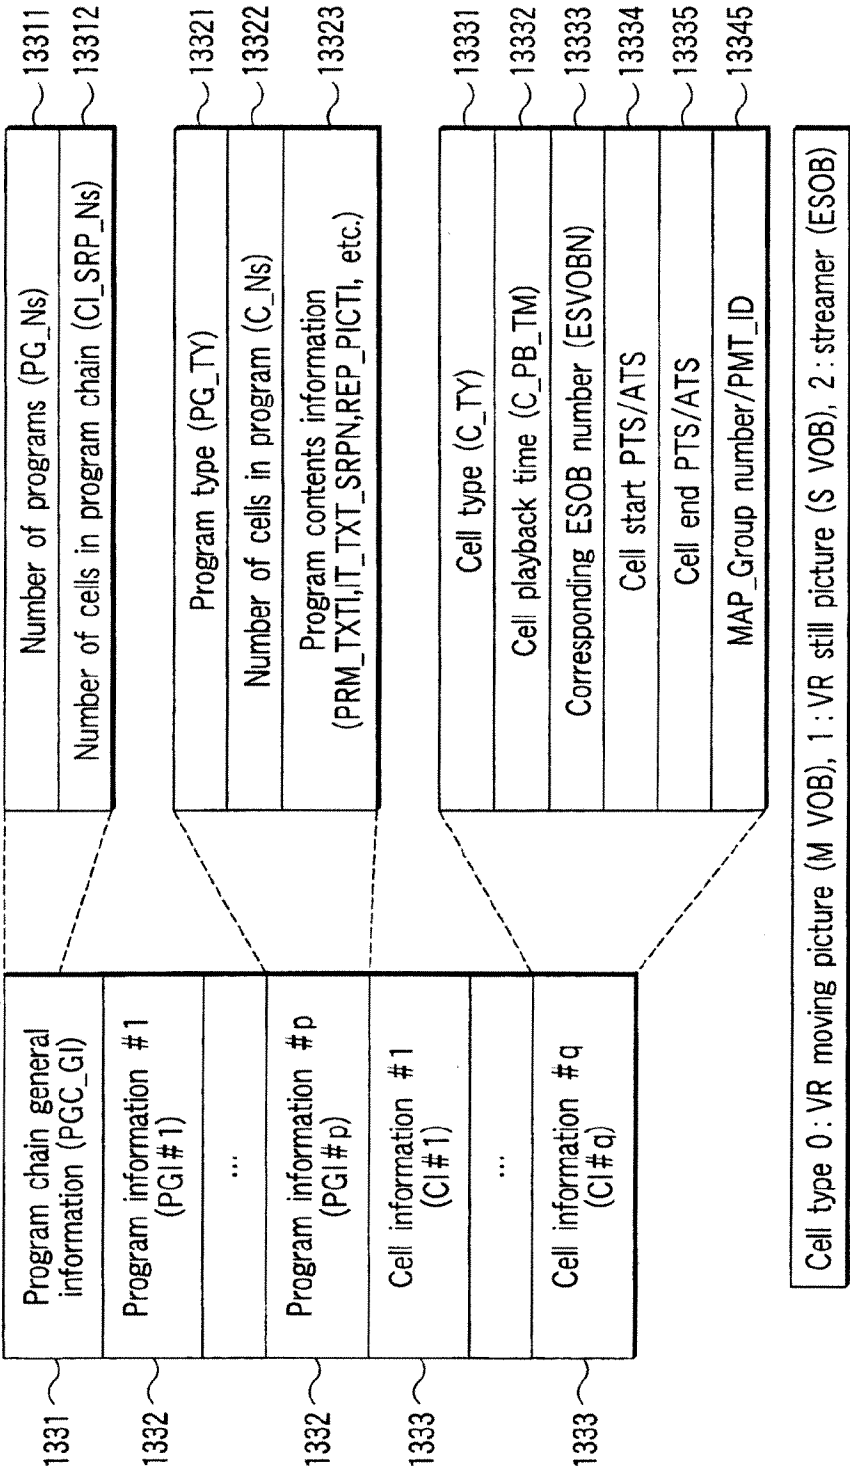 1331
Program chain general
information (PGC_GI)
1332
Program information #1
(PGI#1)
...
1332
Program information #p
(PGI#p)
1333
Cell information #1
(CI#1)
...
1333
Cell information #q
(CI#q)
Number of programs (PG_Ns)
13311
Number of cells in program chain (CI_SRP_Ns)
13312
Program type (PG_TY)
13321
Number of cells in program (C_Ns)
13322
Program contents information
(PRM_TXTI,IT_TXT_SRPN,REP_PICTI, etc.)
13323
Cell type (C_TY)
13331
Cell playback time (C_PB_TM)
13332
Corresponding ESOB number (ESVOBN)
13333
Cell start PTS/ATS
13334
Cell end PTS/ATS
13335
MAP_Group number/PMT_ID
13345
Cell type 0 : VR moving picture (M VOB), 1 : VR still picture (S VOB), 2 : streamer (ESOB)